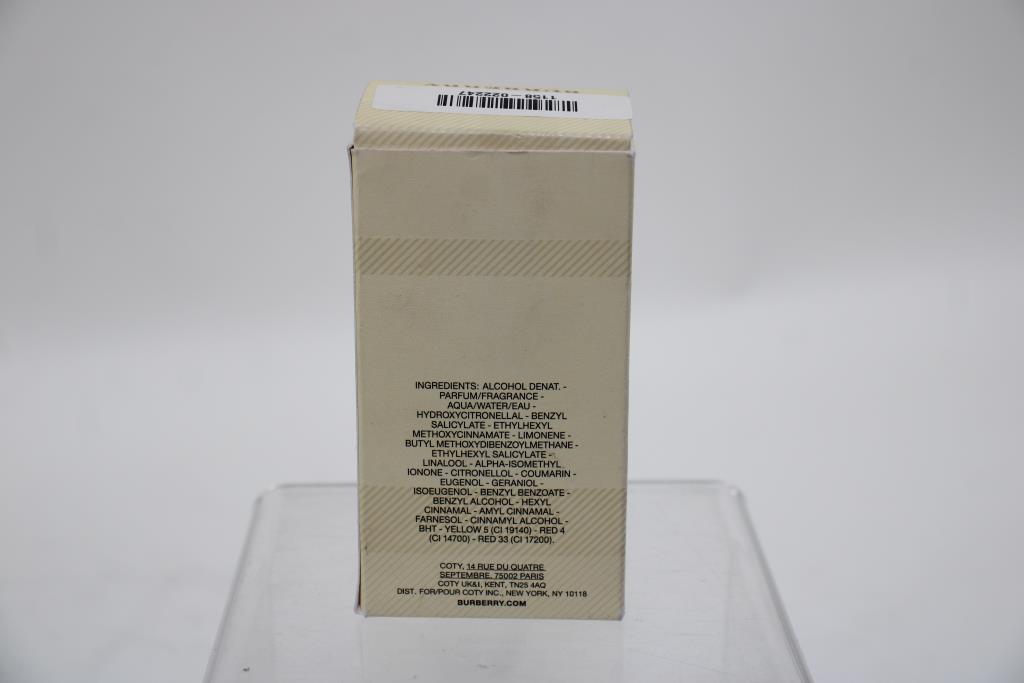 BURBERRY
1158 - 022247
INGREDIENTS: ALCOHOL DENAT. -
PARFUM/FRAGRANCE -
AQUA/WATER/EAU -
HYDROXYCITRONELLAL - BENZYL
SALICYLATE - ETHYLHEXYL
METHOXYCINNAMATE - LIMONENE -
BUTYL METHOXYDIBENZOYLMETHANE -
ETHYLHEXYL SALICYLATE -
LINALOOL - ALPHA-ISOMETHYL
IONONE - CITRONELLOL - COUMARIN -
EUGENOL - GERANIOL -
ISOEUGENOL - BENZYL BENZOATE -
BENZYL ALCOHOL - HEXYL
CINNAMAL - AMYL CINNAMAL -
FARNESOL - CINNAMYL ALCOHOL -
BHT - YELLOW 5 (CI 19140) - RED 4
(CI 14700) - RED 33 (CI 17200).
COTY, 14 RUE DU QUATRE
SEPTEMBRE, 75002 PARIS
COTY UK&I, KENT, TN25 4AQ
DIST. FOR/POUR COTY INC., NEW YORK, NY 10118
BURBERRY.COM